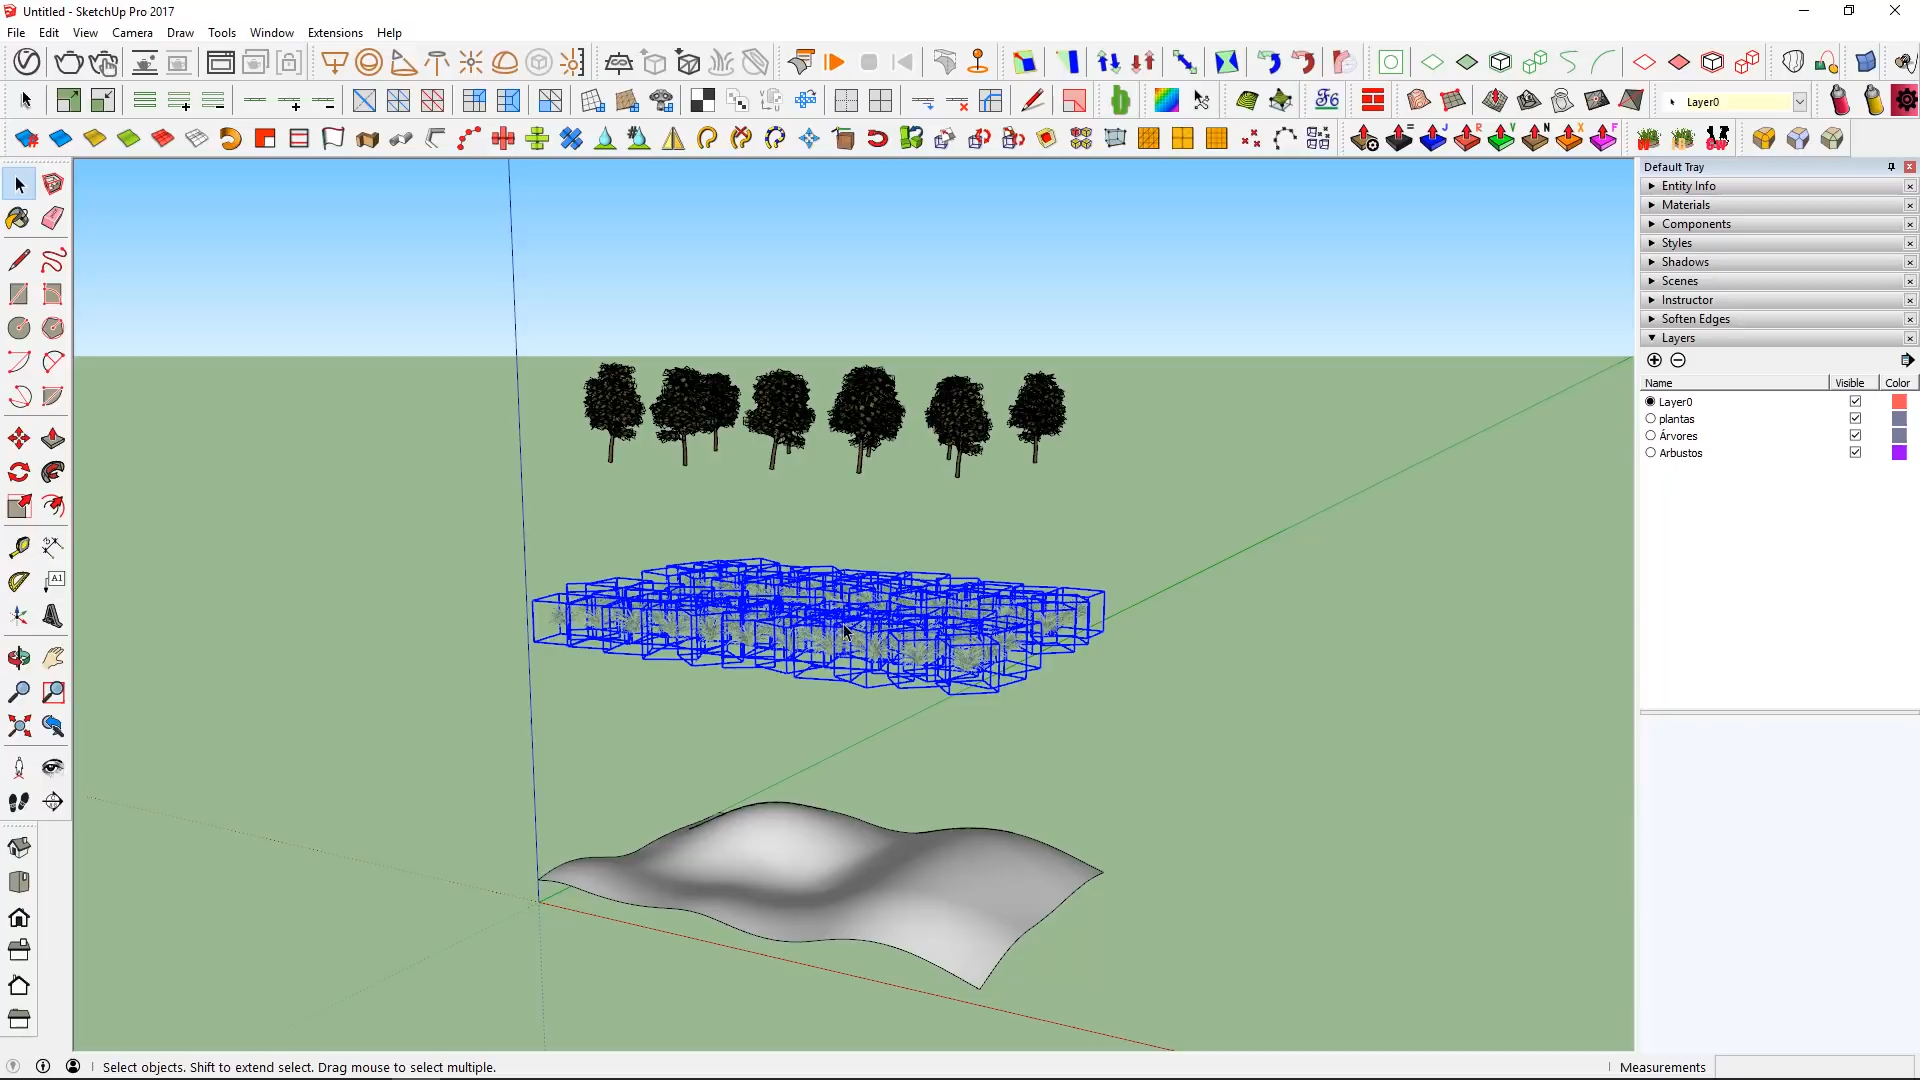 Untitled - SketchUp Pro 2017
File Edit View Camera Draw Tools Window Extensions Help
Layer0
Default Tray
Entity Info
Materials
Components
Styles
Shadows
Scenes
Instructor
Soften Edges
Layers
Name Visible Color
Layer0
plantas
Árvores
Arbustos
Select objects. Shift to extend select. Drag mouse to select multiple.
Measurements